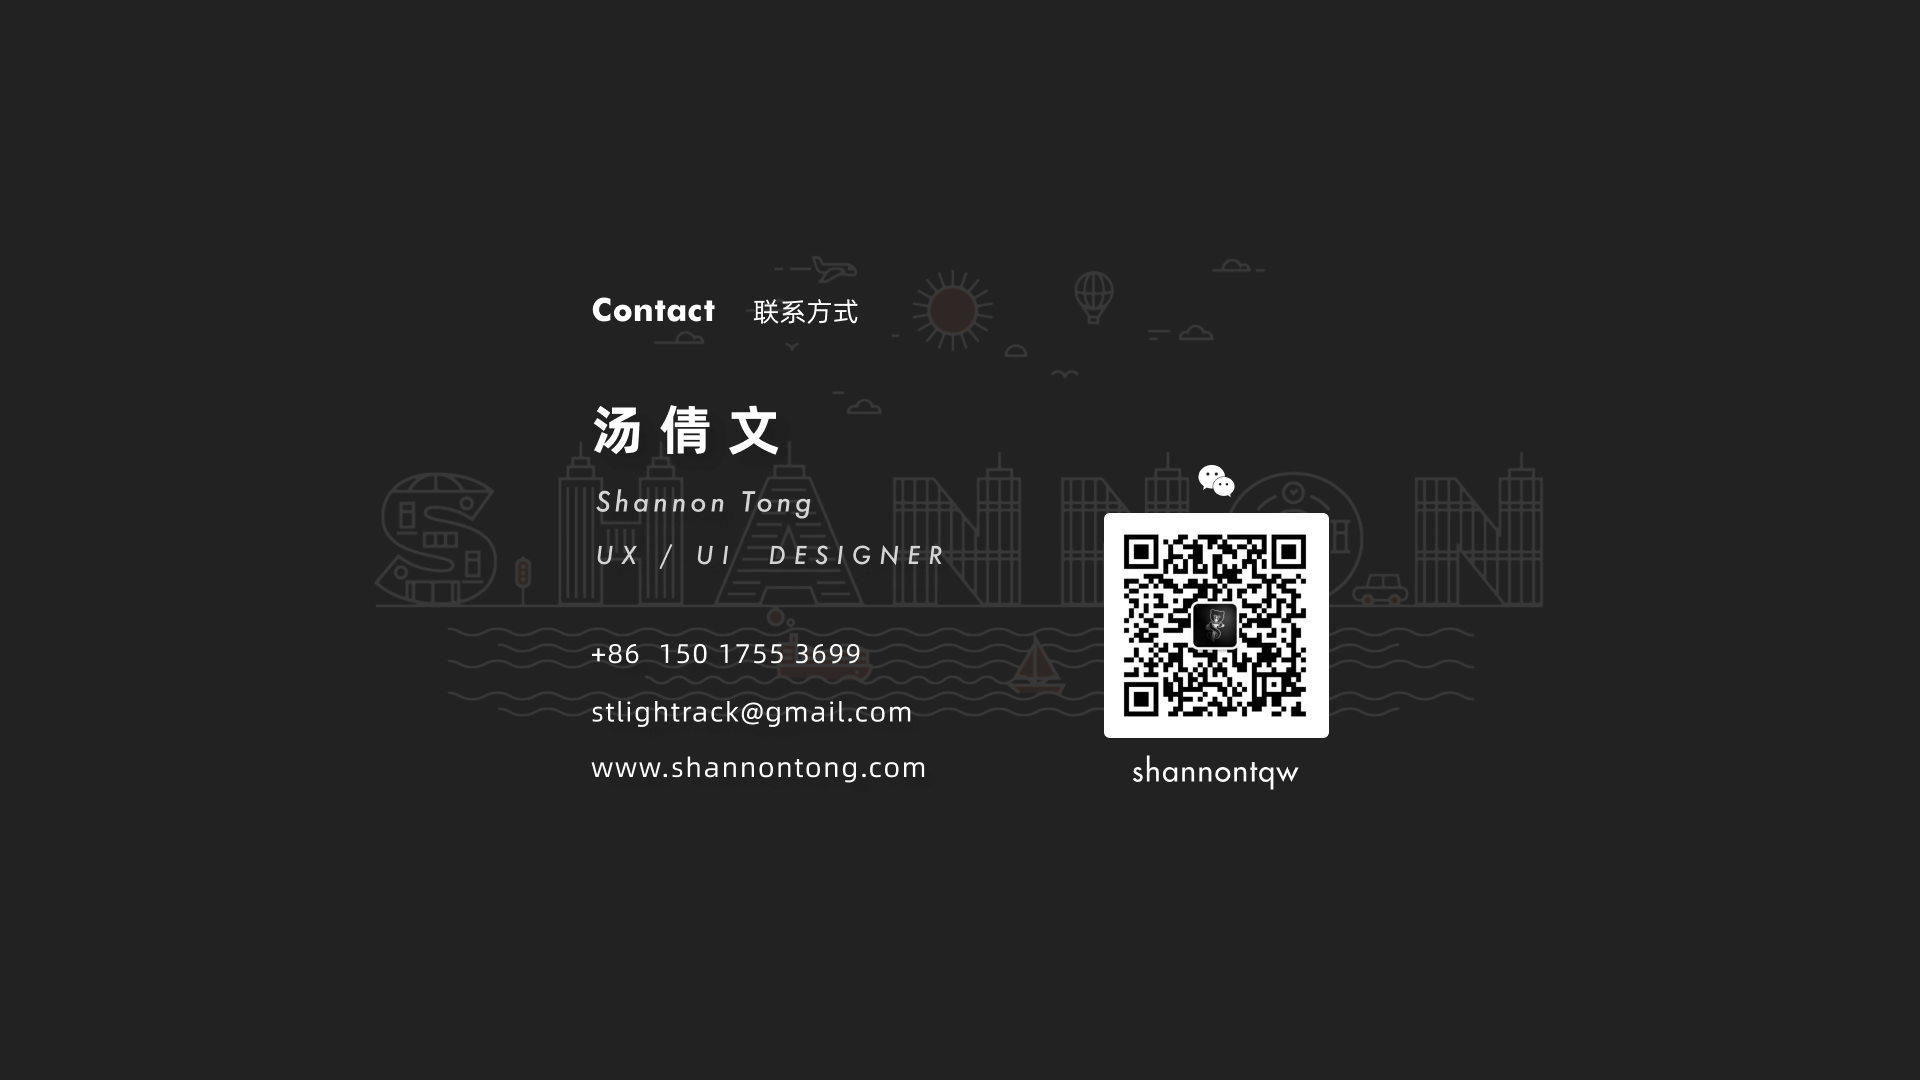 Contact 联系方式
汤倩文
Shannon Tong
UX / UI DESIGNER
+86 150 1755 3699
stlightrack@gmail.com
www.shannontong.com
shannontqw
SHANNON